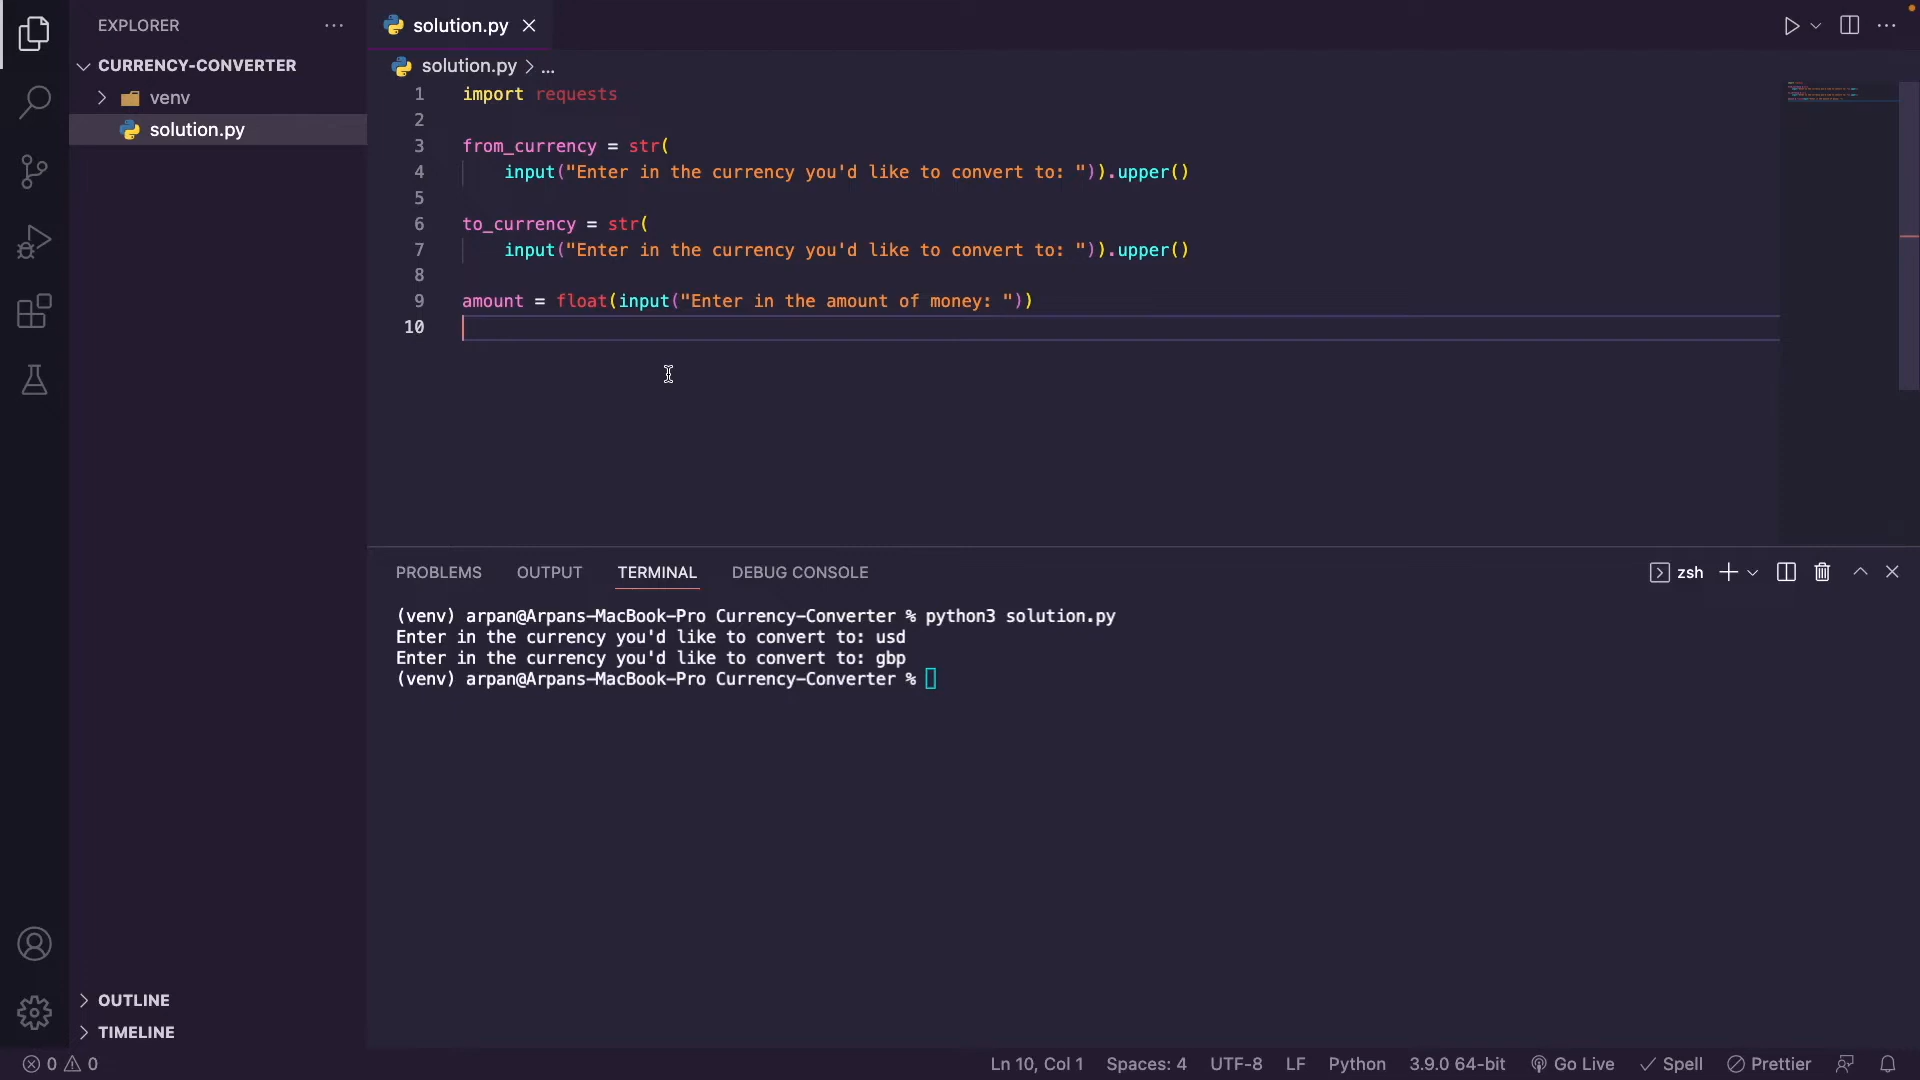 EXPLORER
CURRENCY-CONVERTER
venv
solution.py
OUTLINE
TIMELINE
solution.py
solution.py > ...
1 import requests
2
3 from_currency = str(
4 input("Enter in the currency you'd like to convert to: ")).upper()
5
6 to_currency = str(
7 input("Enter in the currency you'd like to convert to: ")).upper()
8
9 amount = float(input("Enter in the amount of money: "))
10
PROBLEMS OUTPUT TERMINAL DEBUG CONSOLE zsh
(venv) arpan@Arpans-MacBook-Pro Currency-Converter % python3 solution.py
Enter in the currency you'd like to convert to: usd
Enter in the currency you'd like to convert to: gbp
(venv) arpan@Arpans-MacBook-Pro Currency-Converter %
0 0 Ln 10, Col 1 Spaces: 4 UTF-8 LF Python 3.9.0 64-bit Go Live Spell Prettier